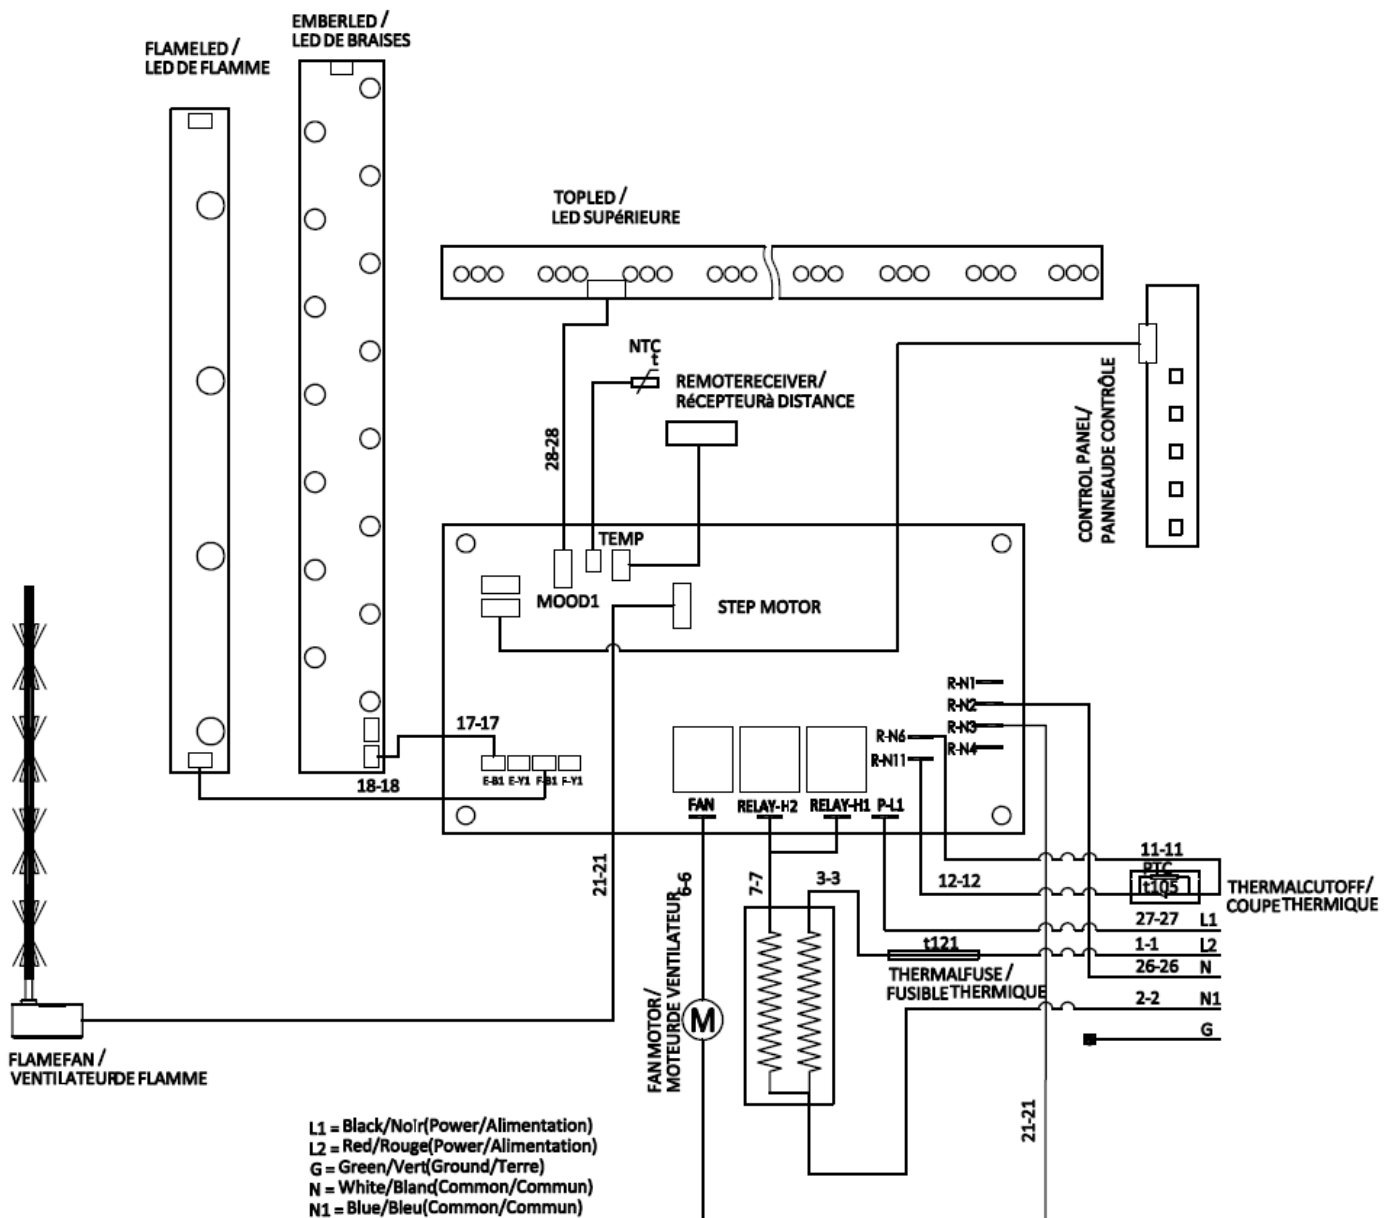 EMBERLED /
LED DE BRAISES
FLAMELED /
LED DE FLAMME
TOPLED /
LED SUPéRIEURE
NTC
t
REMOTERECEIVER/
RéCEPTEURà DISTANCE
28-28
CONTROL PANEL/
PANNEAUDE CONTRÔLE
TEMP
MOOD1
STEP MOTOR
R-N1
R-N2
R-N3
R-N4
R-N6
R-N11
17-17
18-18
E-B1 E-Y1 F-B1 F-Y1
FAN RELAY-H2 RELAY-H1 P-L1
21-21
6-6
7-7
3-3
12-12
11-11
PTC
t105
THERMALCUTOFF/
COUPETHERMIQUE
27-27 L1
t121
1-1 L2
26-26 N
THERMALFUSE /
FUSIBLETHERMIQUE
2-2 N1
G
FAN MOTOR/
MOTEURDE VENTILATEUR
M
FLAMEFAN /
VENTILATEURDE FLAMME
21-21
L1 = Black/Noir(Power/Alimentation)
L2 = Red/Rouge(Power/Alimentation)
G = Green/Vert(Ground/Terre)
N = White/Blanc(Common/Commun)
N1 = Blue/Bleu(Common/Commun)